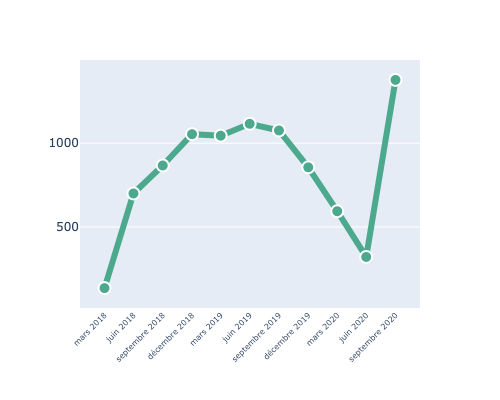 1000
500
mars 2018
juin 2018
septembre 2018
décembre 2018
mars 2019
juin 2019
septembre 2019
décembre 2019
mars 2020
juin 2020
septembre 2020